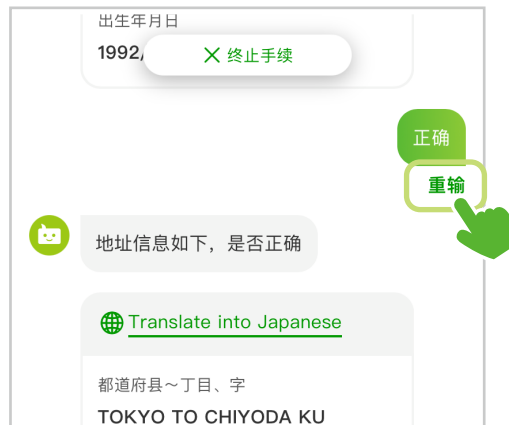 出生年月日
1992/
终止手续
正确
重输
地址信息如下，是否正确
Translate into Japanese
都道府县～丁目、字
TOKYO TO CHIYODA KU